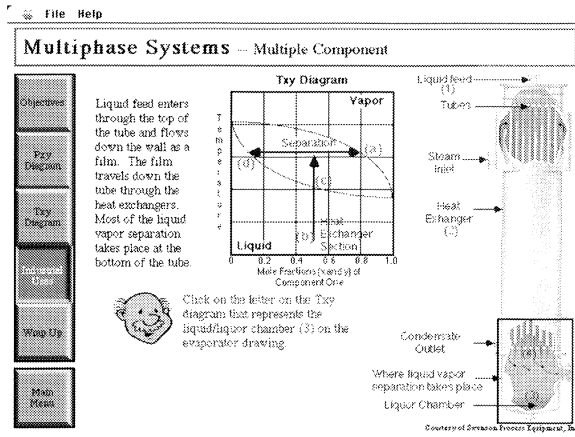 File Help
Multiphase Systems – Multiple Component
Objectives
Pxy
Diagram
Txy
Diagram
Industrial
Uses
Wrap Up
Main
Menu
Liquid feed enters
through the top of
the tube and flows
down the wall as a
film. The film
travels down the
tube through the
heat exchangers.
Most of the liquid
vapor separation
takes place at the
bottom of the tube.
Txy Diagram
Temperature
Vapor
Separation
(a)
(d)
(c)
(b)
Heat
Exchanger
Section
Liquid
0 0.2 0.4 0.6 0.8 1.0
Mole Fractions (x and y) of
Component One
Click on the letter on the Txy
diagram that represents the
liquid/liquor chamber (3) on the
evaporator drawing.
Liquid feed
(1)
Tubes
Steam
inlet
Heat
Exhanger
(2)
Condensate
Outlet
(4)
Where liquid vapor
separation takes place
(3)
Liquor Chamber
Courtesy of Swenson Process Equipment, In